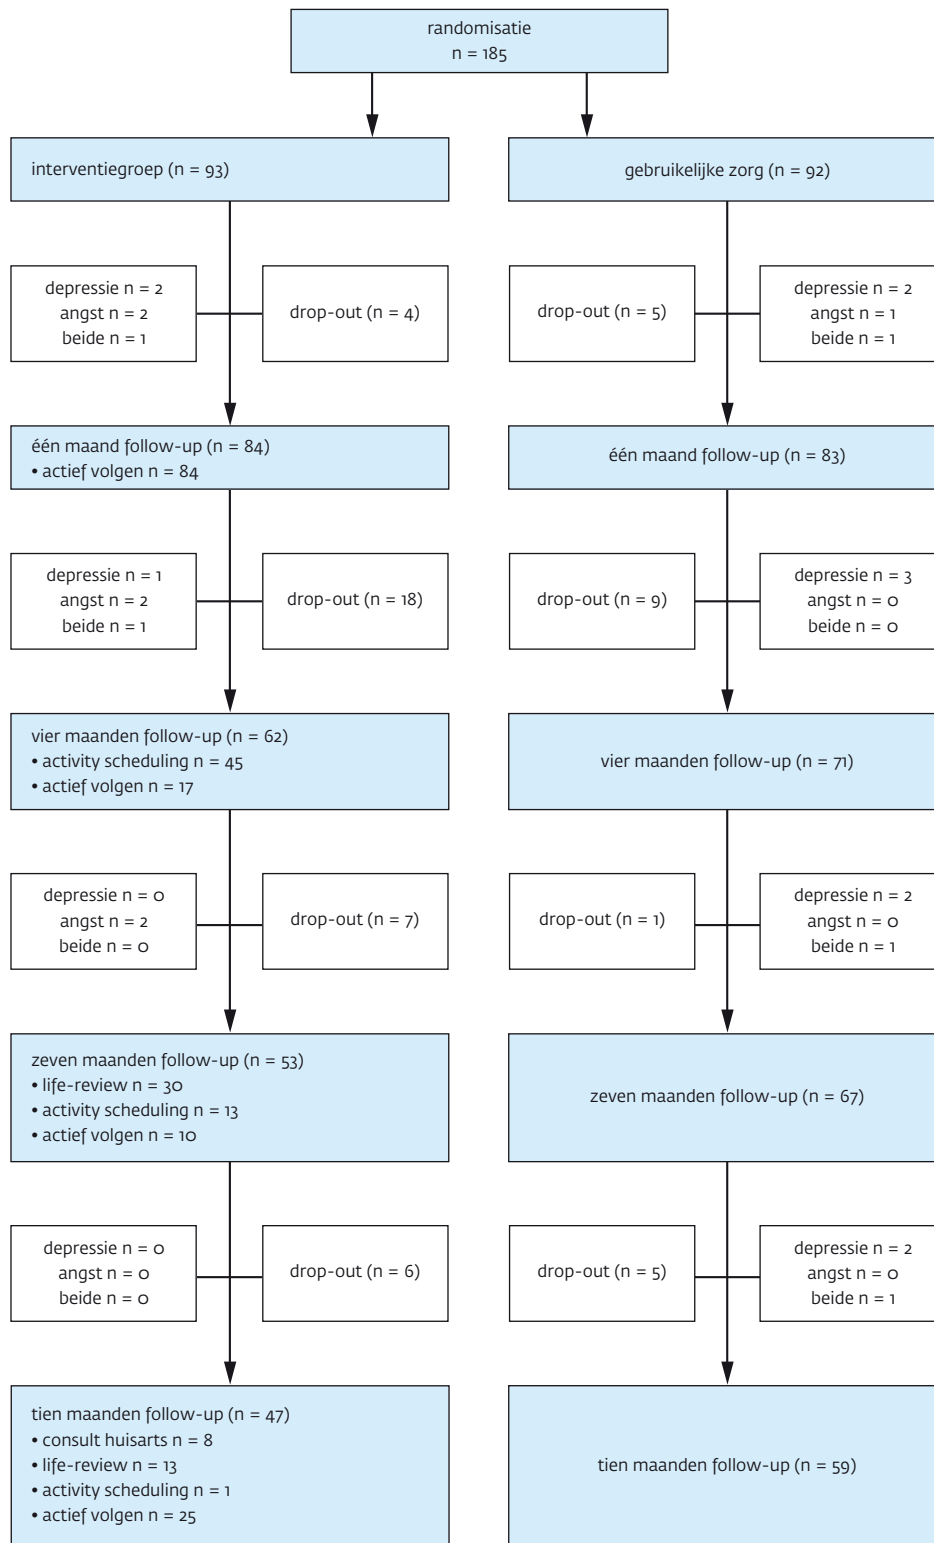 randomisatie
n = 185
interventiegroep (n = 93)
gebruikelijke zorg (n = 92)
depressie n = 2
angst n = 2
beide n = 1
drop-out (n = 4)
drop-out (n = 5)
depressie n = 2
angst n = 1
beide n = 1
één maand follow-up (n = 84)
• actief volgen n = 84
één maand follow-up (n = 83)
depressie n = 1
angst n = 2
beide n = 1
drop-out (n = 18)
drop-out (n = 9)
depressie n = 3
angst n = 0
beide n = 0
vier maanden follow-up (n = 62)
• activity scheduling n = 45
• actief volgen n = 17
vier maanden follow-up (n = 71)
depressie n = 0
angst n = 2
beide n = 0
drop-out (n = 7)
drop-out (n = 1)
depressie n = 2
angst n = 0
beide n = 1
zeven maanden follow-up (n = 53)
• life-review n = 30
• activity scheduling n = 13
• actief volgen n = 10
zeven maanden follow-up (n = 67)
depressie n = 0
angst n = 0
beide n = 0
drop-out (n = 6)
drop-out (n = 5)
depressie n = 2
angst n = 0
beide n = 1
tien maanden follow-up (n = 47)
• consult huisarts n = 8
• life-review n = 13
• activity scheduling n = 1
• actief volgen n = 25
tien maanden follow-up (n = 59)